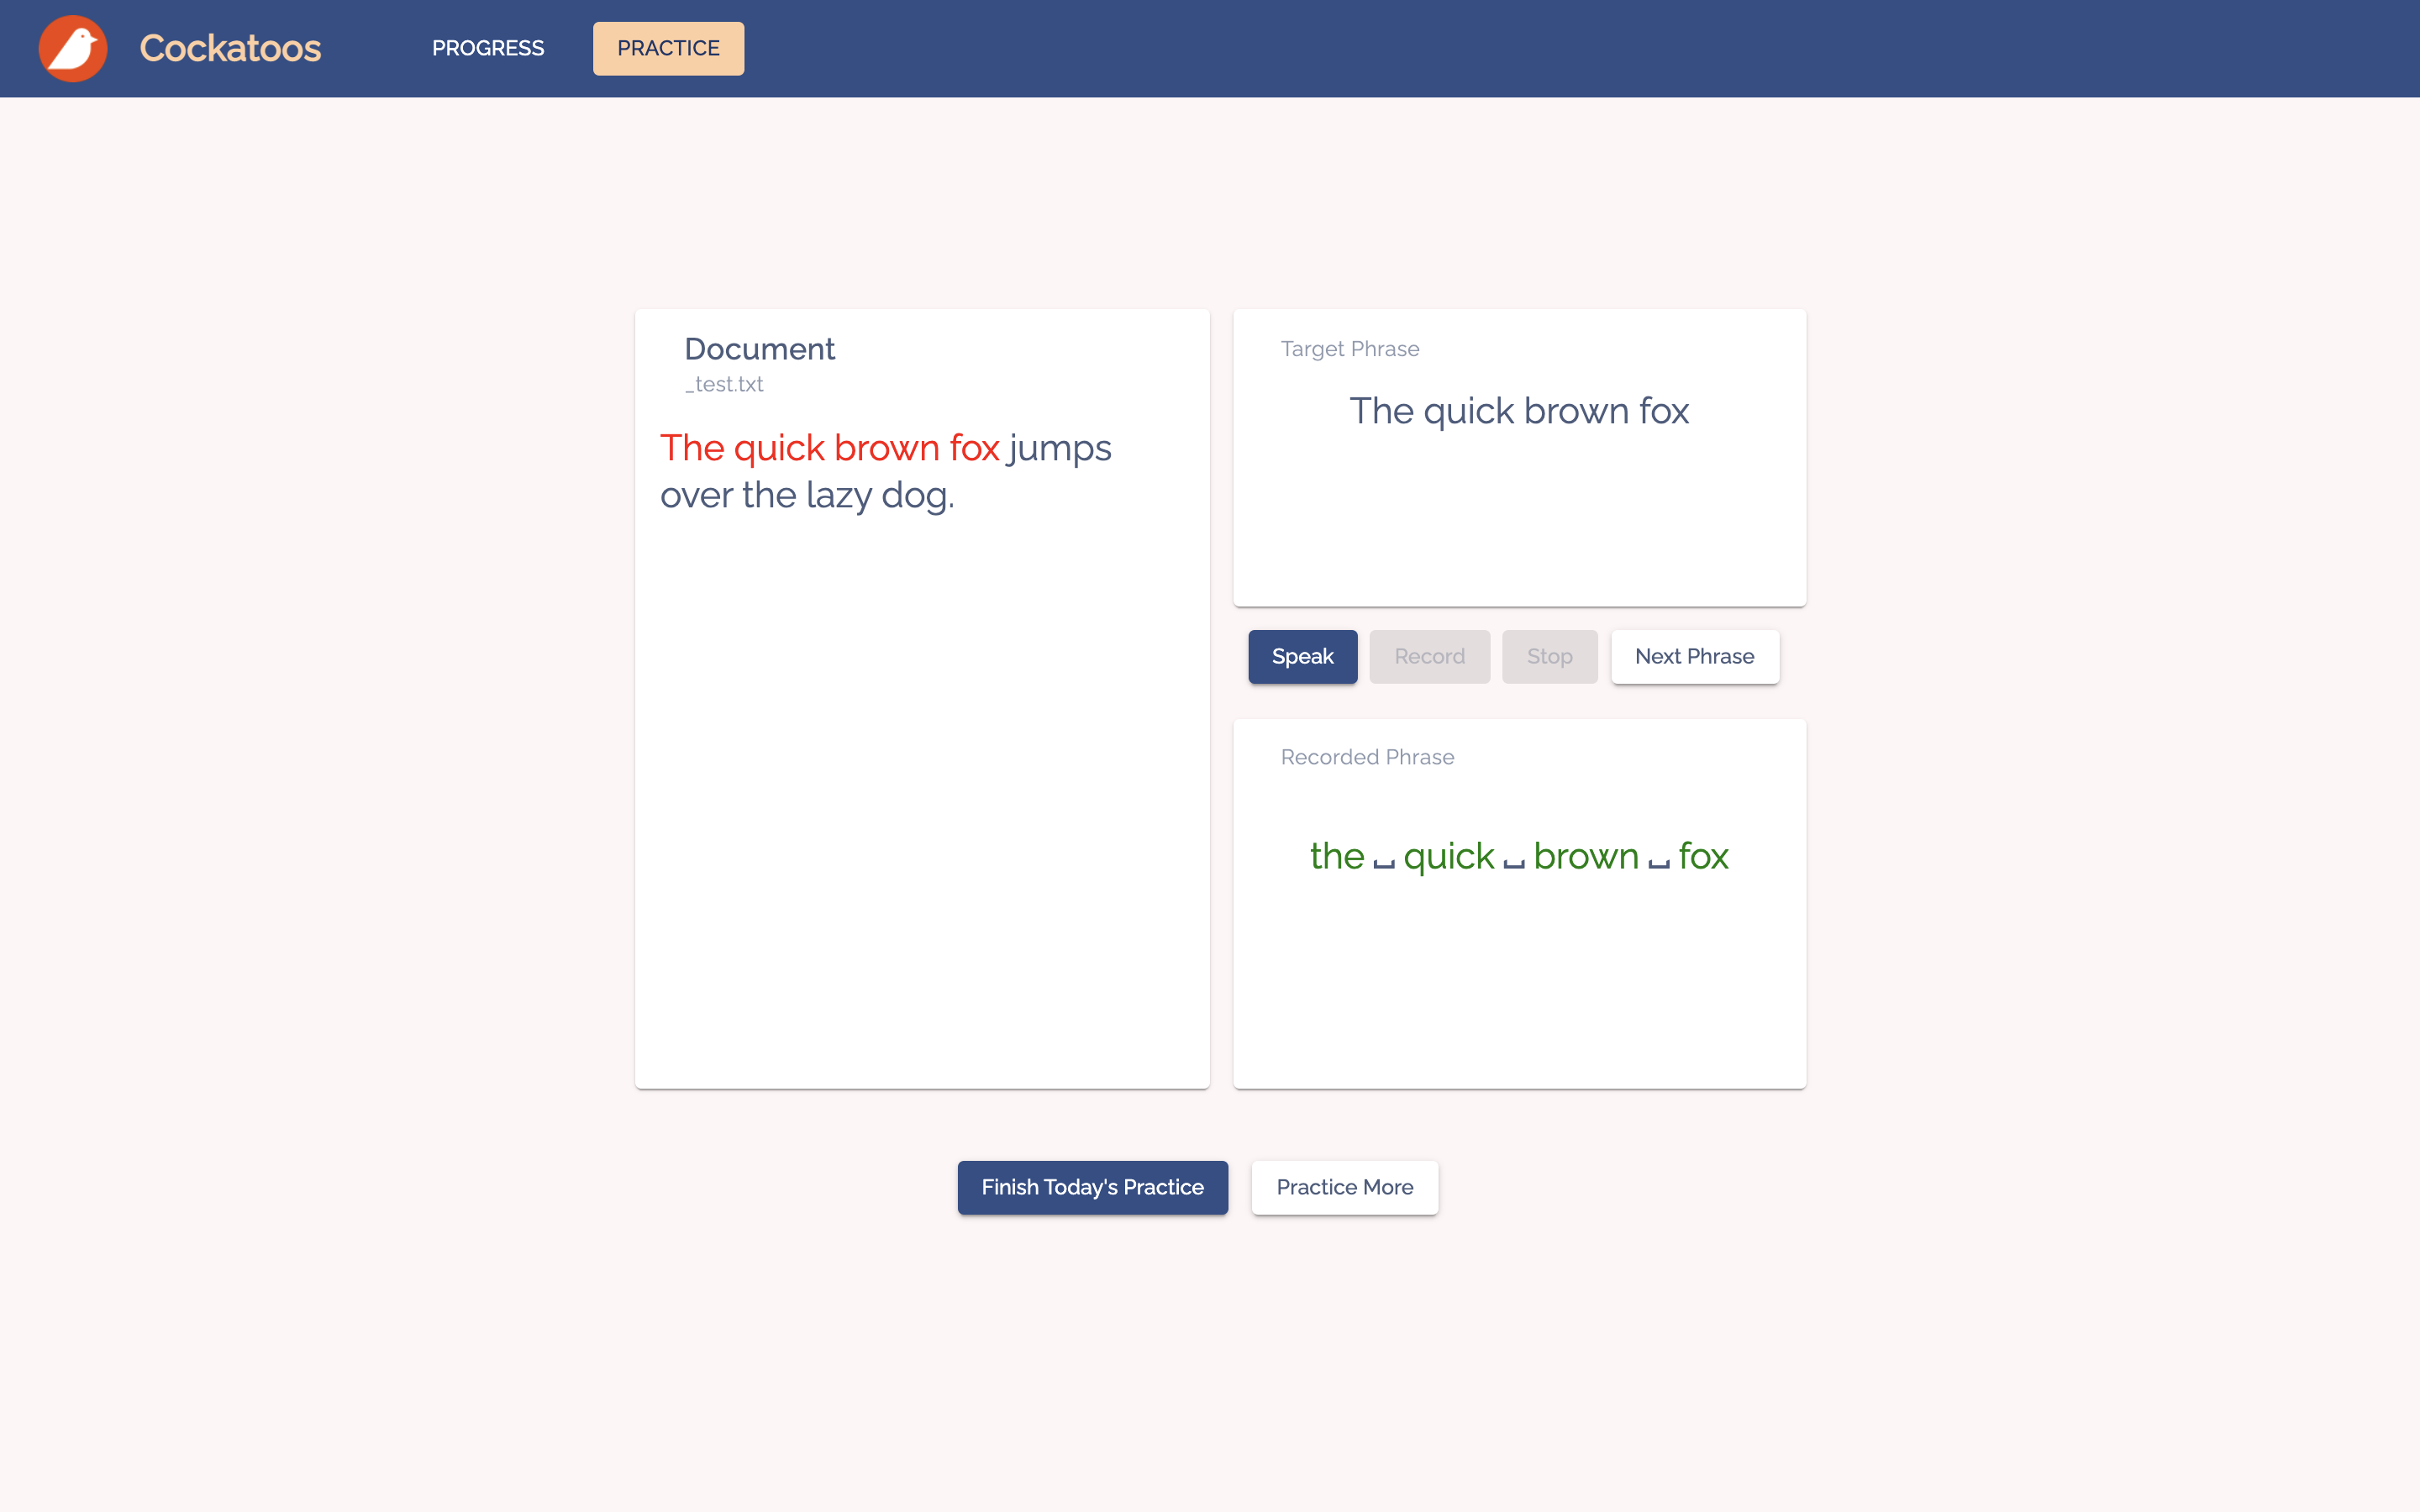 Cockatoos
PROGRESS
PRACTICE
Document
_test.txt
The quick brown fox jumps
over the lazy dog.
Target Phrase
The quick brown fox
Speak
Record
Stop
Next Phrase
Recorded Phrase
the ⎵ quick ⎵ brown ⎵ fox
Finish Today's Practice
Practice More